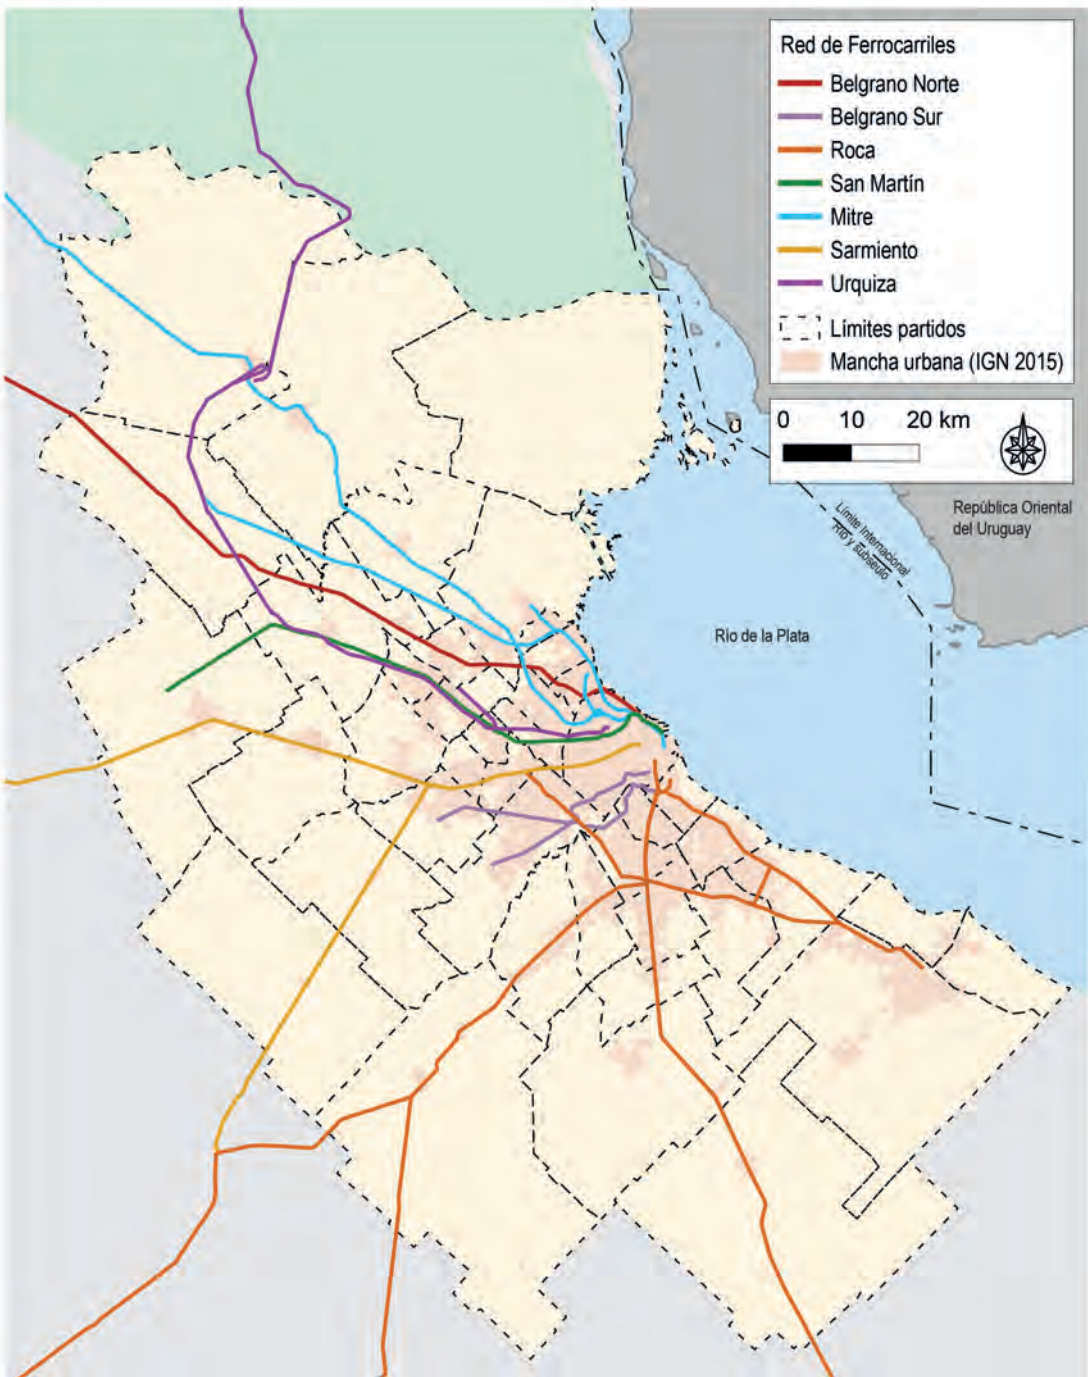 Red de Ferrocarriles
Belgrano Norte
Belgrano Sur
Roca
San Martín
Mitre
Sarmiento
Urquiza
Límites partidos
Mancha urbana (IGN 2015)
0 10 20 km
República Oriental
del Uruguay
Límite Internacional
Río y subsuelo
Rio de la Plata